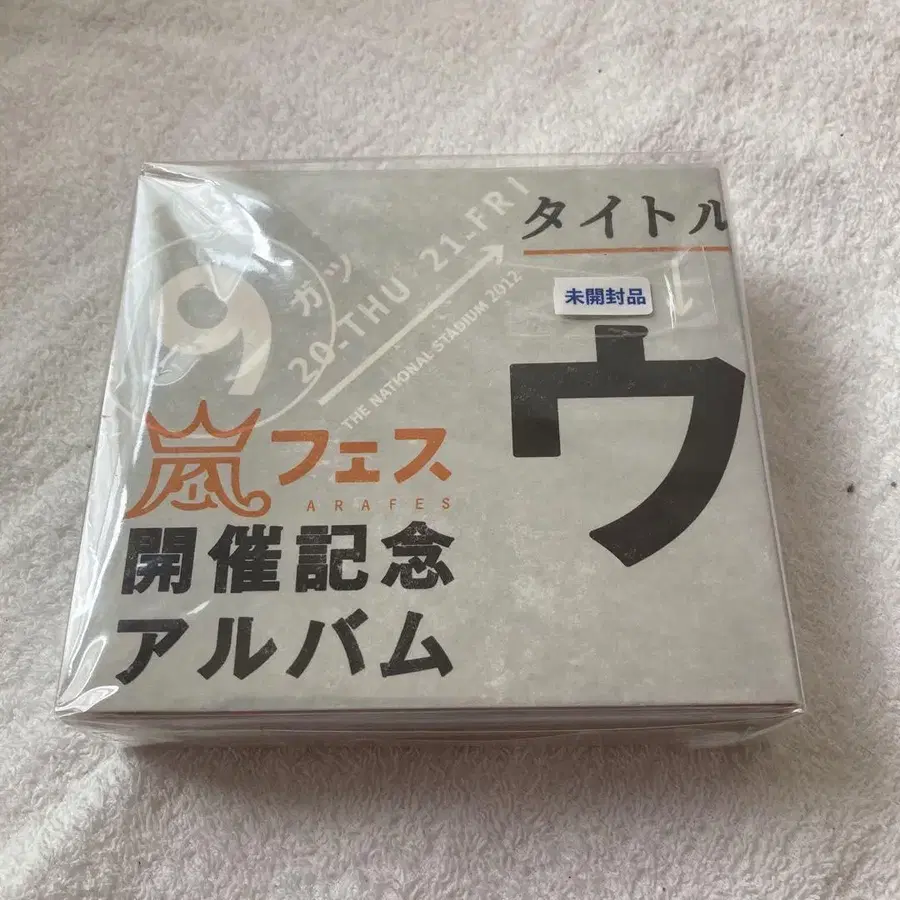 9
ガツ
20-THU 21-FRI
THE NATIONAL STADIUM 2012
タイトル
未開封品
ウ
嵐フェス
ARAFES
開催記念
アルバム